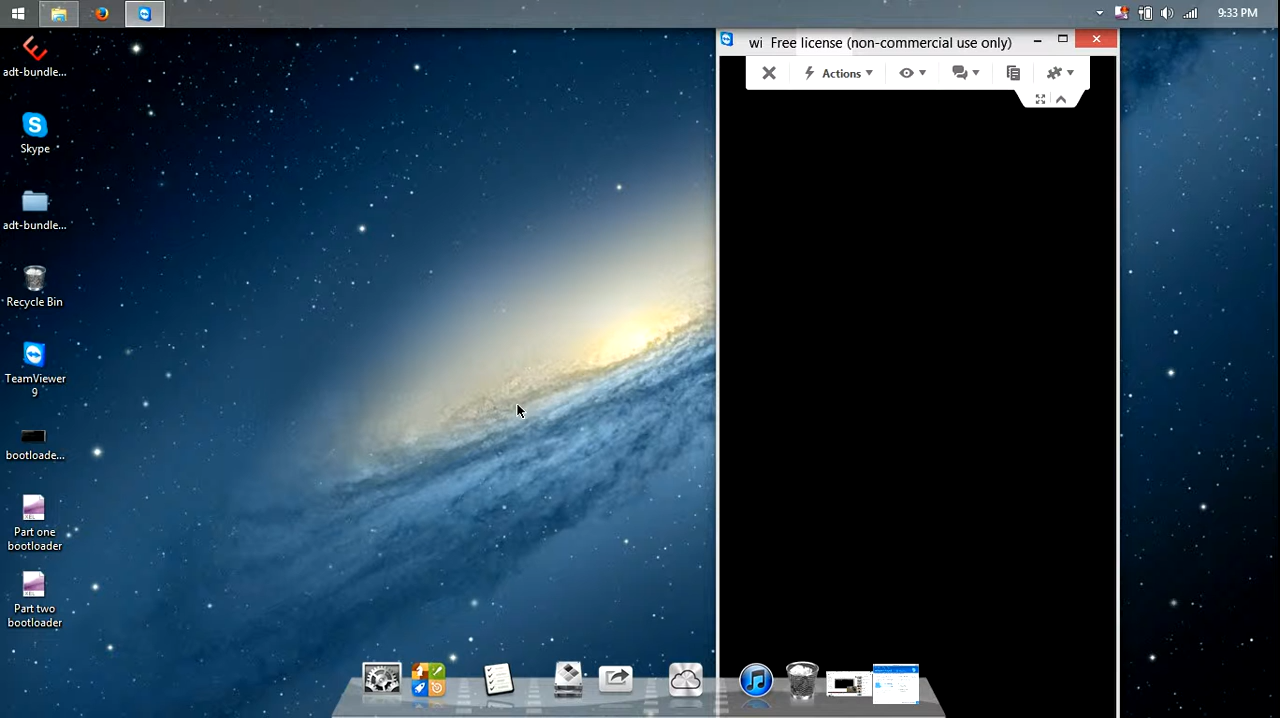 9:33 PM
wi Free license (non-commercial use only)
Actions
adt-bundle...
Skype
adt-bundle...
Recycle Bin
TeamViewer
9
bootloade...
Part one
bootloader
Part two
bootloader